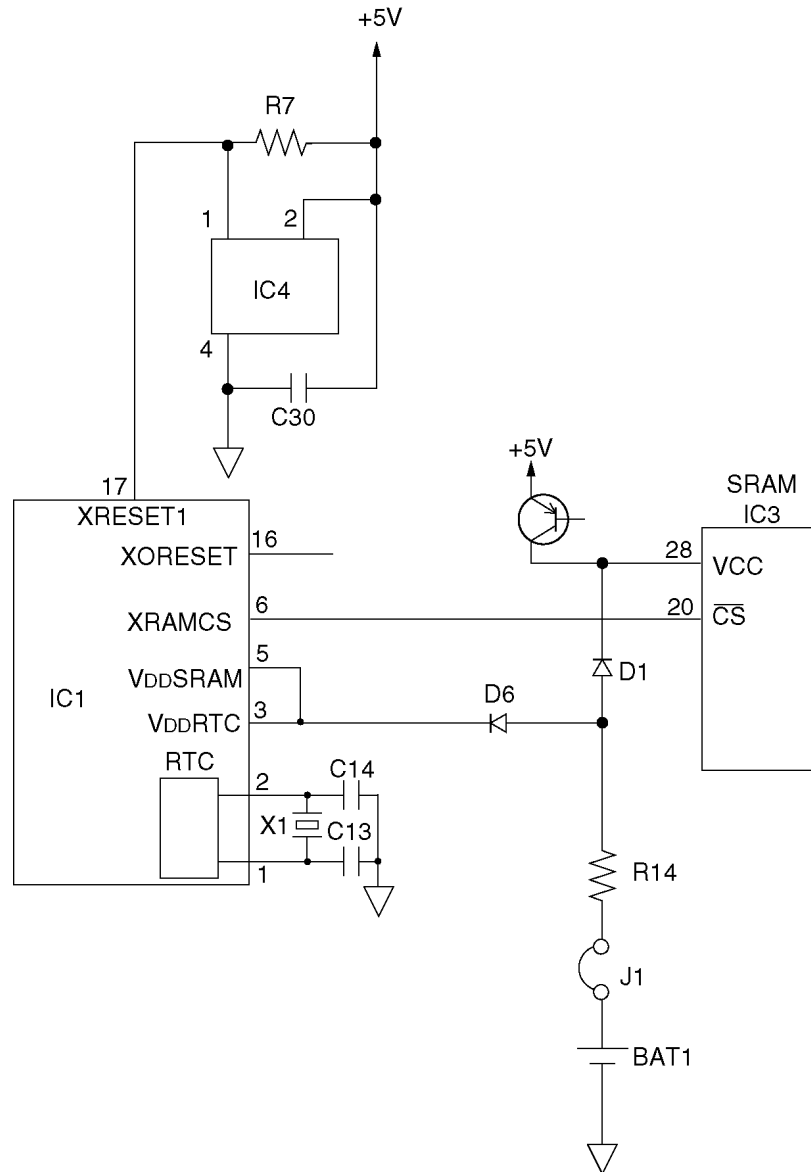 +5V
R7
1
2
IC4
4
C30
17
XRESET1
+5V
SRAM
IC3
XORESET
16
28
VCC
XRAMCS
6
20
CS
VDDSRAM
5
IC1
D1
VDDRTC
3
D6
RTC
2
C14
X1
C13
1
R14
J1
BAT1